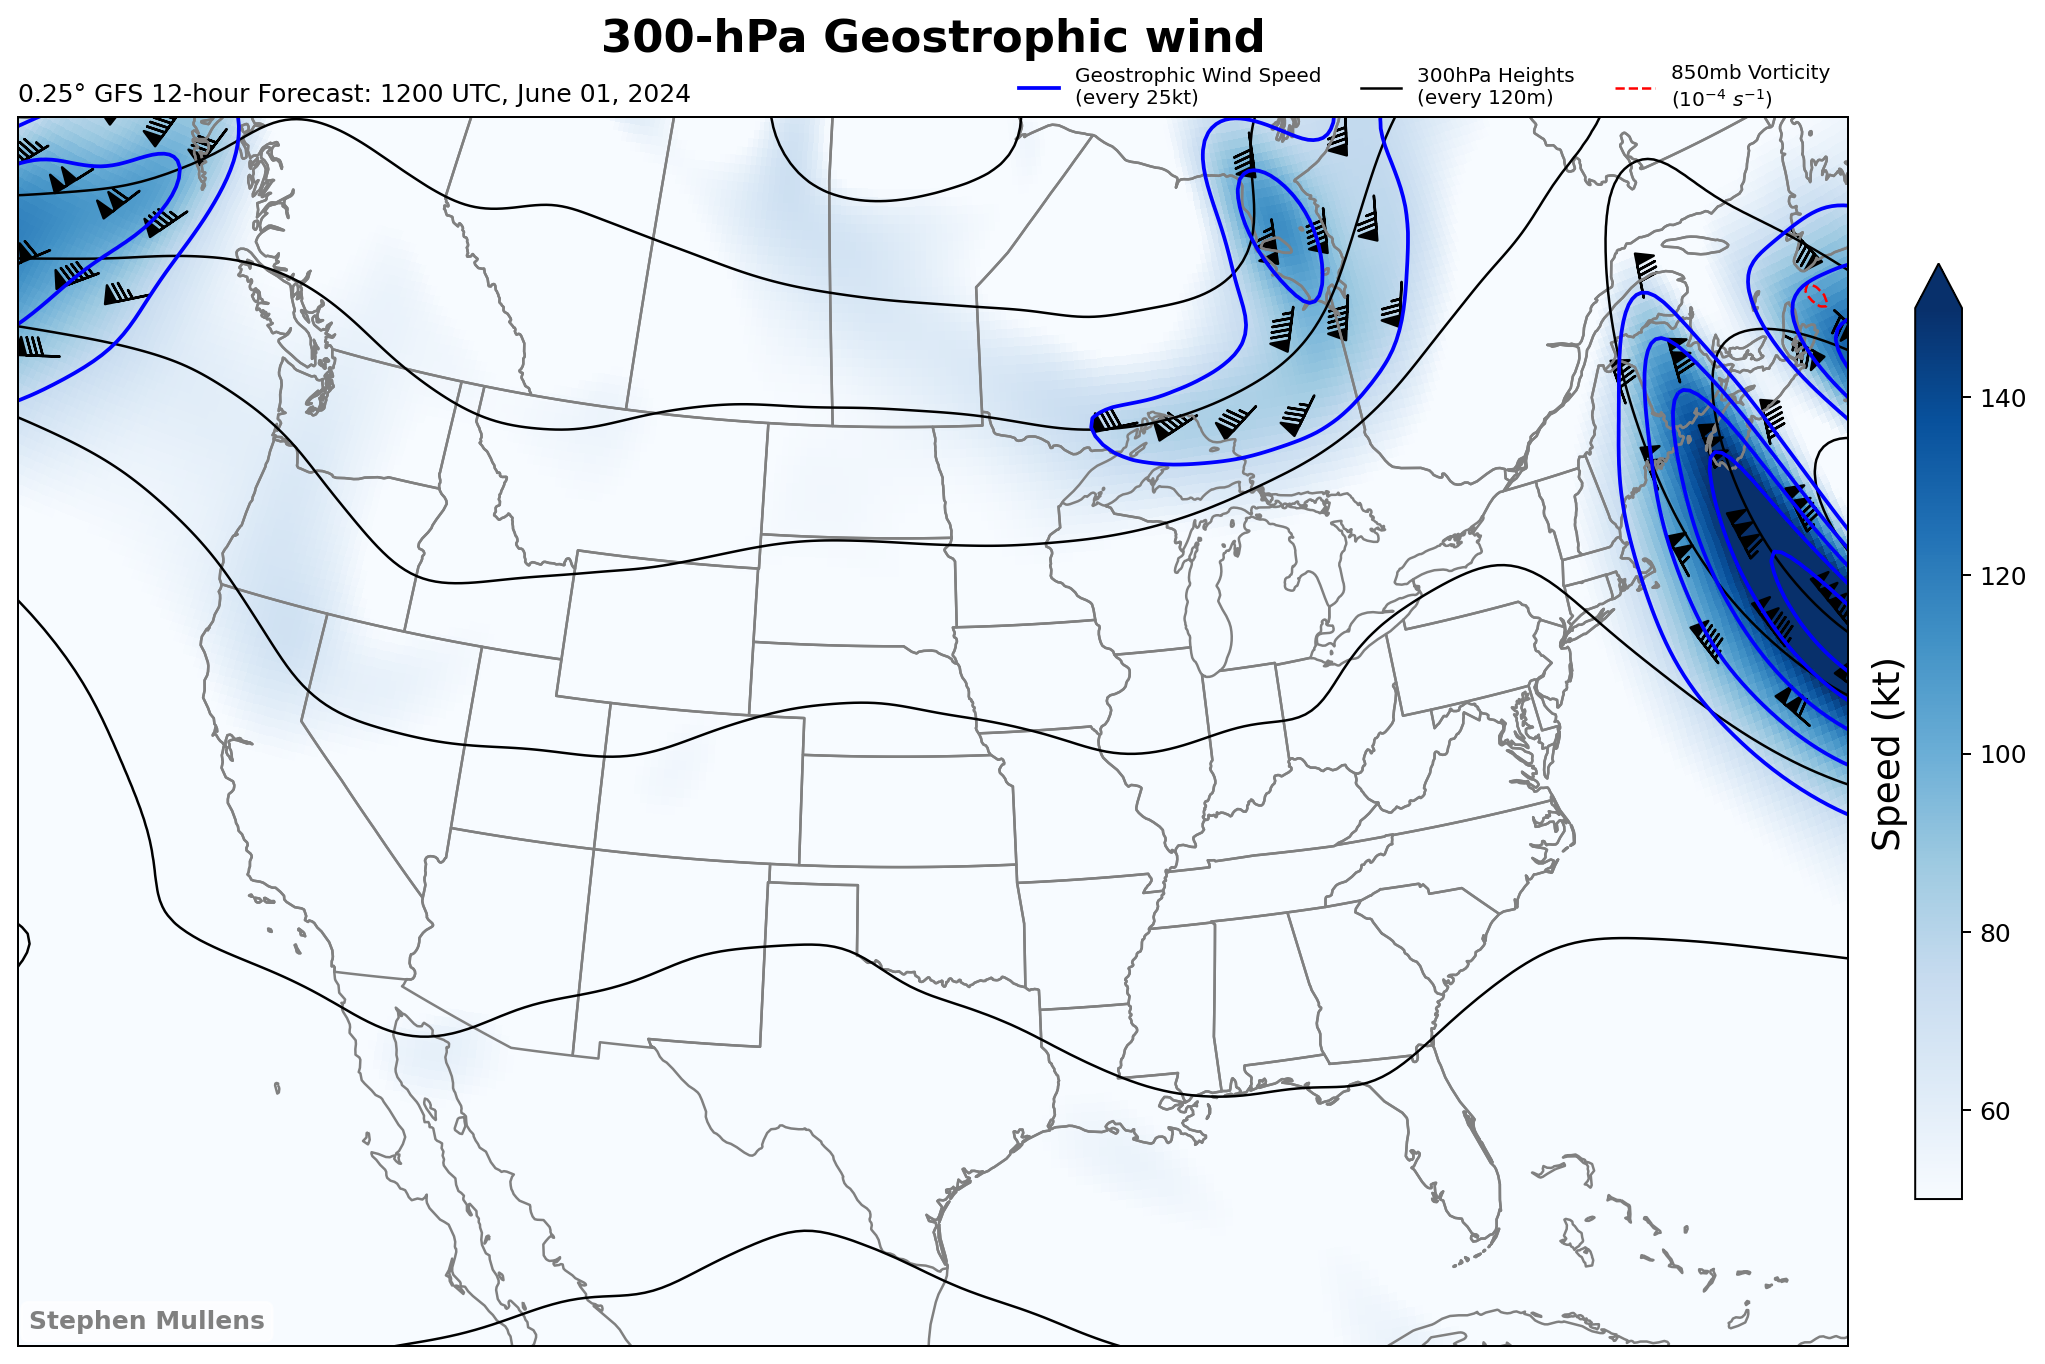 300-hPa Geostrophic wind
0.25° GFS 12-hour Forecast: 1200 UTC, June 01, 2024
Geostrophic Wind Speed
(every 25kt)
300hPa Heights
(every 120m)
850mb Vorticity
(10⁻⁴ s⁻¹)
140
120
100
80
60
Speed (kt)
Stephen Mullens